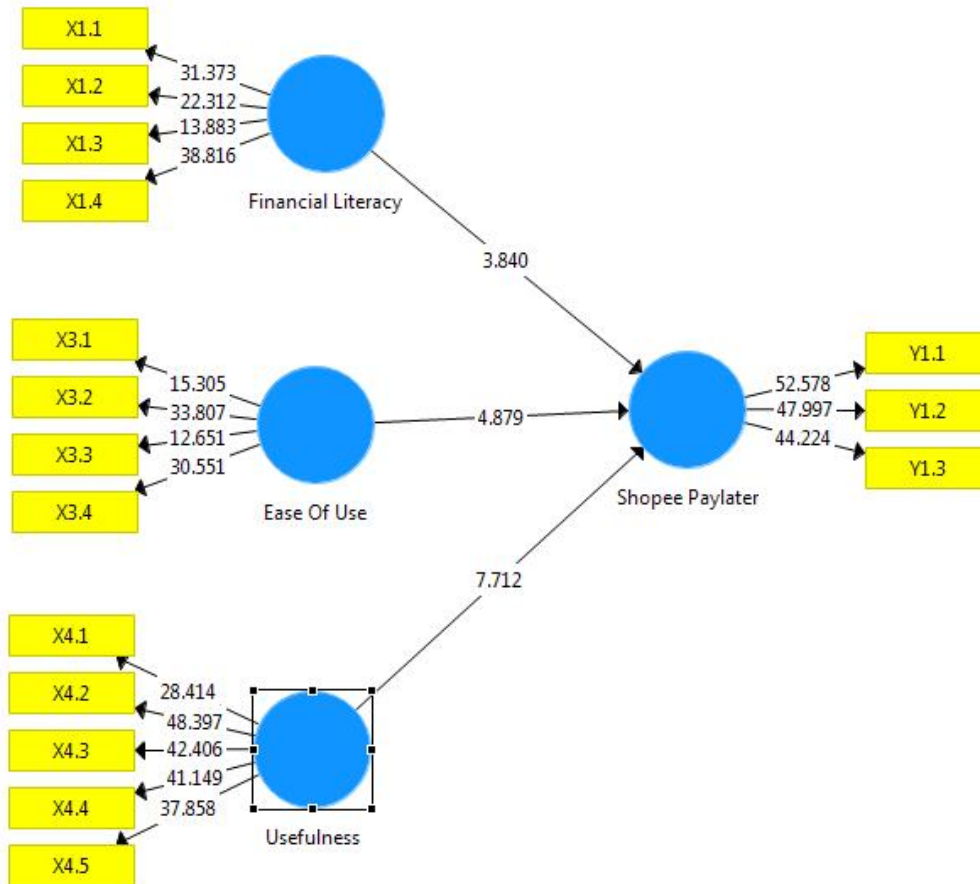 X1.1
X1.2
X1.3
X1.4
31.373
22.312
13.883
38.816
Financial Literacy
3.840
X3.1
X3.2
X3.3
X3.4
15.305
33.807
12.651
30.551
Ease Of Use
4.879
X4.1
X4.2
X4.3
X4.4
X4.5
28.414
48.397
42.406
41.149
37.858
Usefulness
7.712
Shopee Paylater
52.578
47.997
44.224
Y1.1
Y1.2
Y1.3